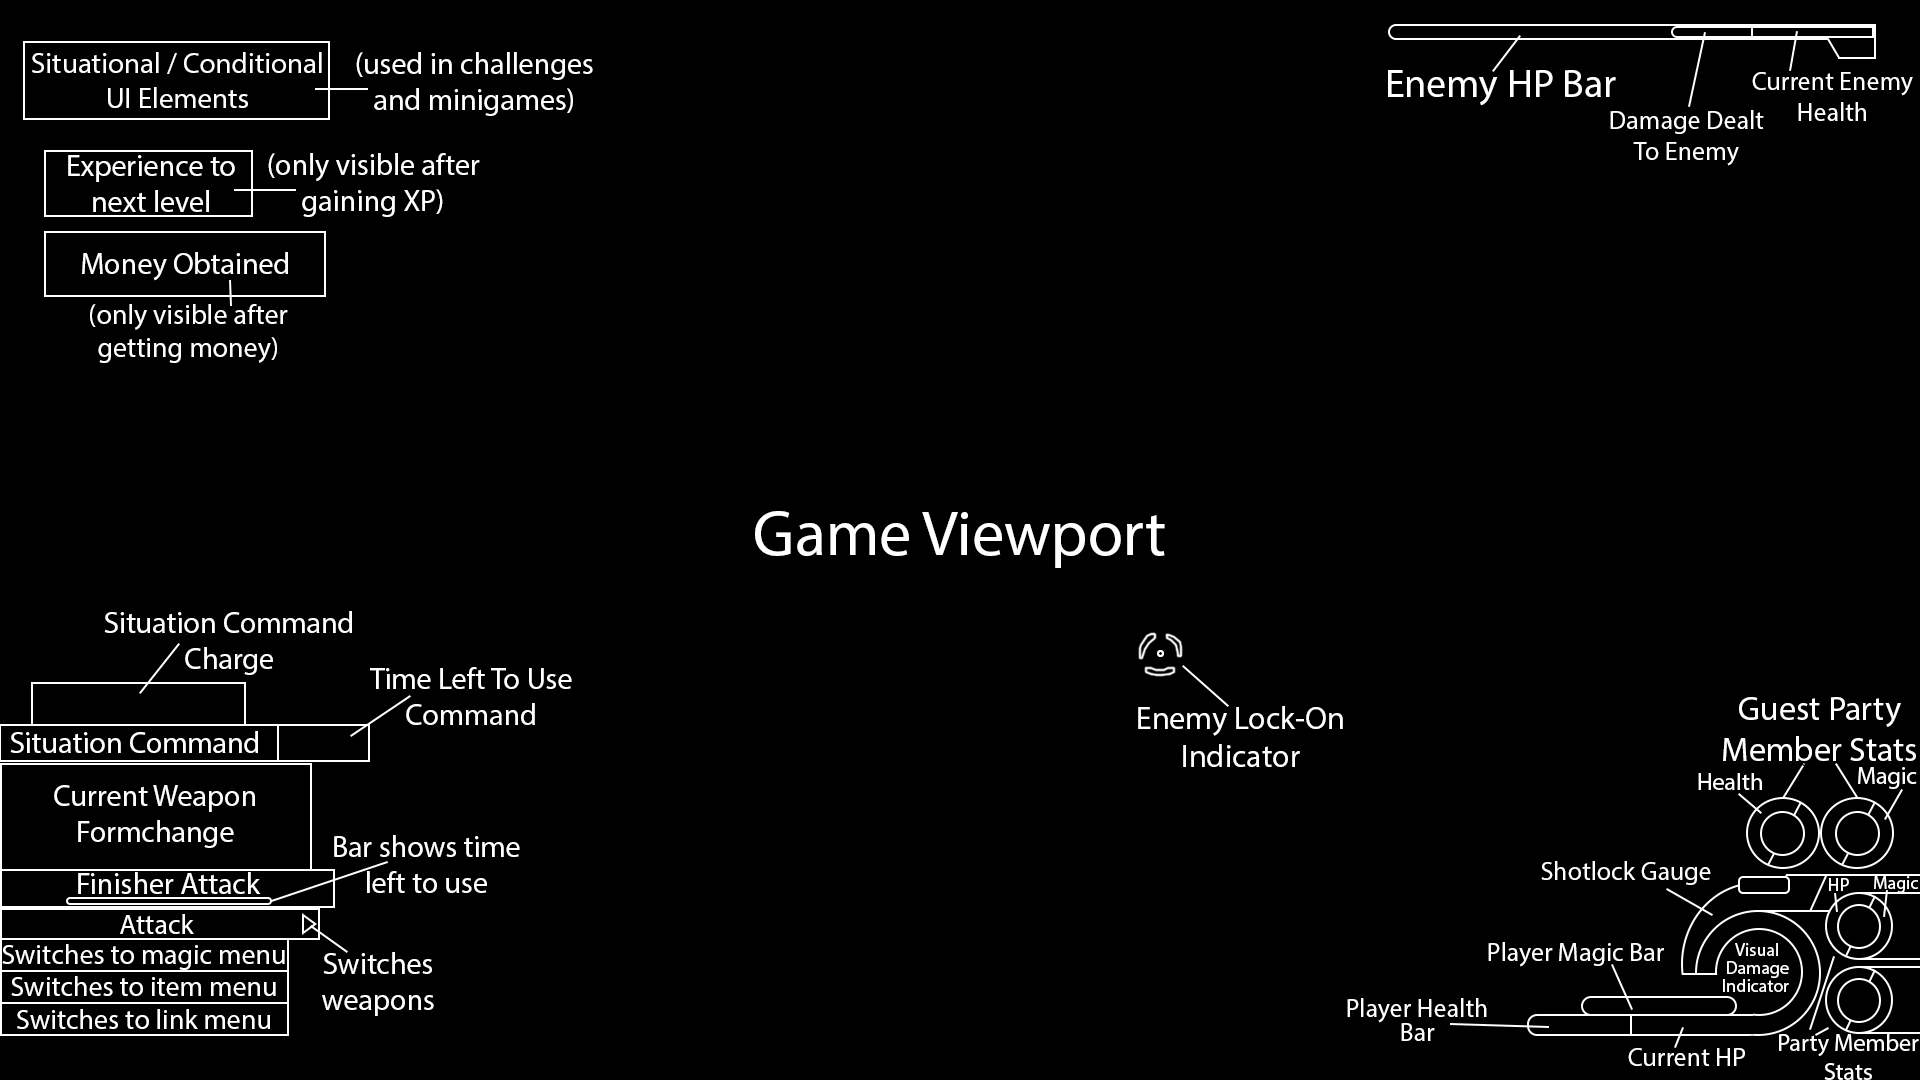 Situational / Conditional
UI Elements
(used in challenges
and minigames)
Experience to
next level
(only visible after
gaining XP)
Money Obtained
(only visible after
getting money)
Enemy HP Bar
Damage Dealt
To Enemy
Current Enemy
Health
Game Viewport
Situation Command
Charge
Time Left To Use
Command
Situation Command
Current Weapon
Formchange
Bar shows time
left to use
Finisher Attack
Attack
Switches to magic menu
Switches to item menu
Switches to link menu
Switches
weapons
Enemy Lock-On
Indicator
Guest Party
Member Stats
Health
Magic
Shotlock Gauge
HP
Magic
Visual
Damage
Indicator
Player Magic Bar
Player Health
Bar
Current HP
Party Member
Stats